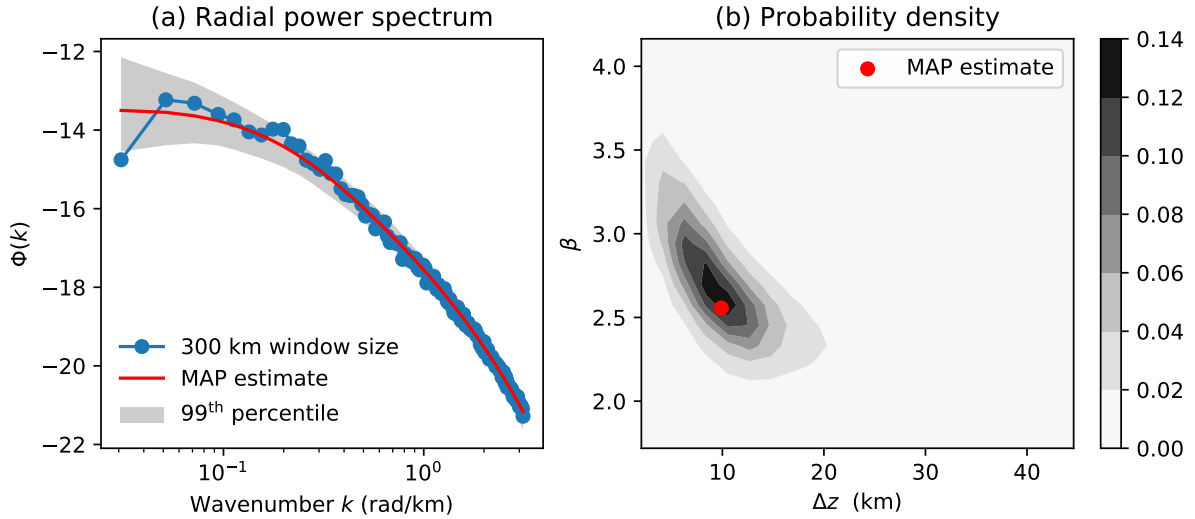 (a) Radial power spectrum
−12
−14
−16
−18
−20
−22
Φ(k)
300 km window size
MAP estimate
99th percentile
10−1
100
Wavenumber k (rad/km)
(b) Probability density
4.0
3.5
3.0
2.5
2.0
β
MAP estimate
10
20
30
40
Δz (km)
0.14
0.12
0.10
0.08
0.06
0.04
0.02
0.00